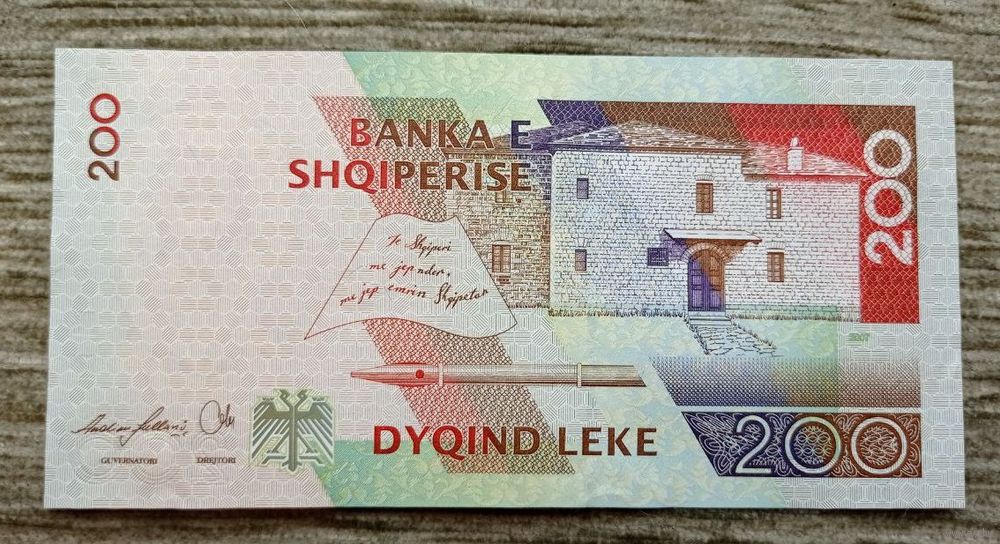 200
BANKA E
SHQIPERISE
Te Shqiperi
me jep nder,
me jep emrin Shqipetar
200
2007
DYQIND LEKE
200
GUVERNATORI DREJTORI